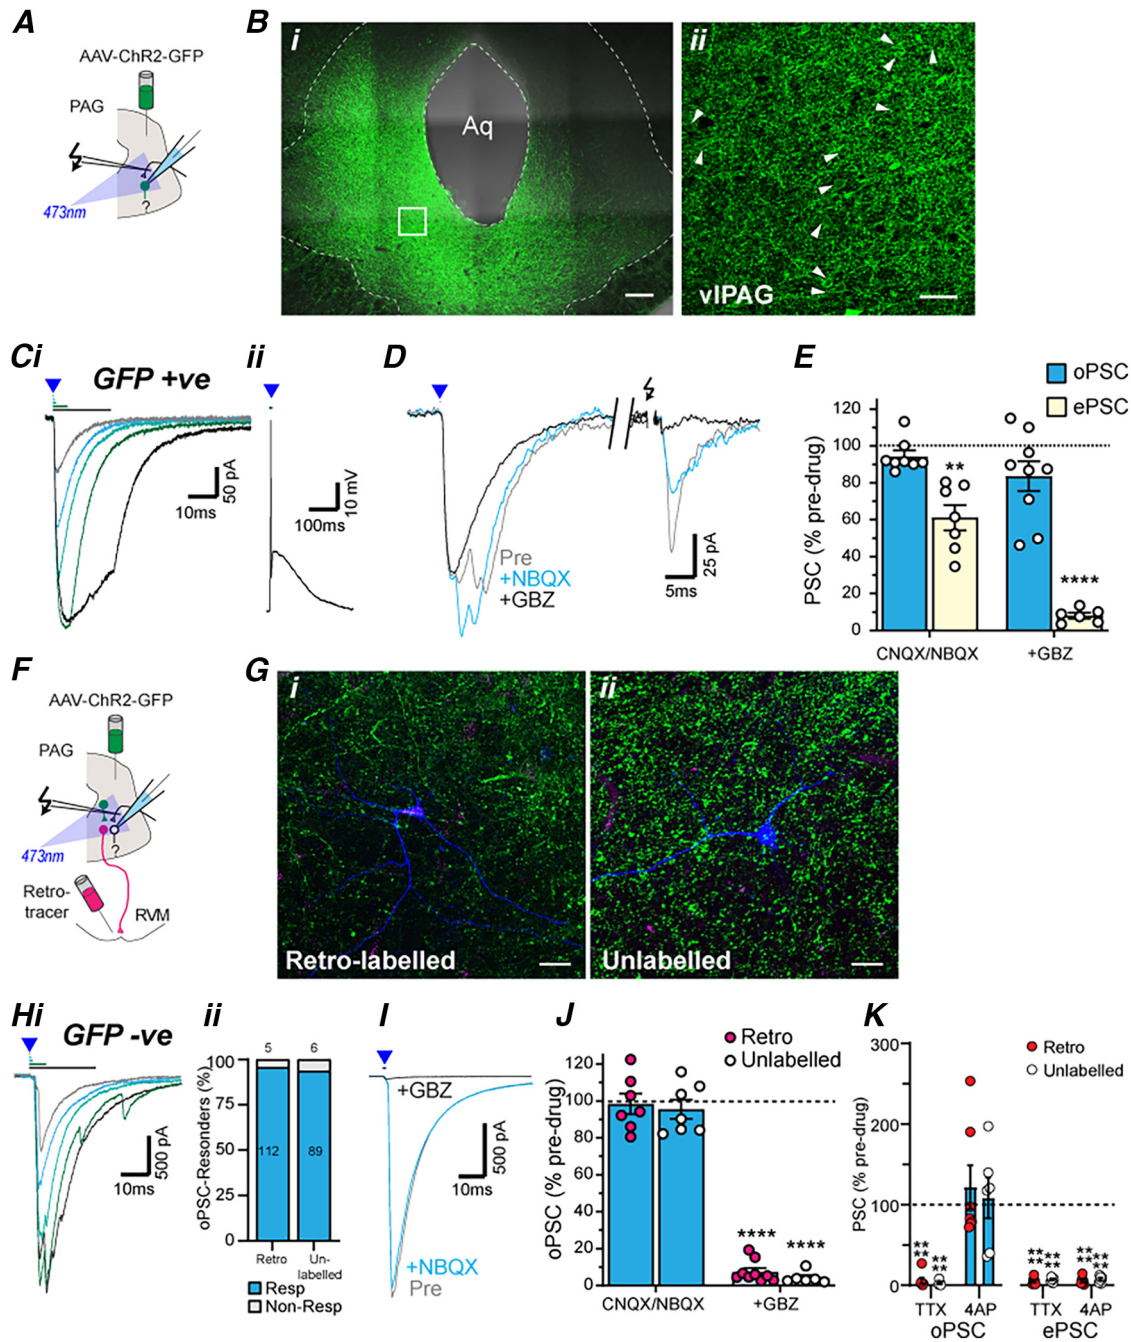 A
AAV-ChR2-GFP
PAG
473nm
?
B
i
Aq
ii
vlPAG
Ci
GFP +ve
50 pA
10ms
ii
10 mV
100ms
D
Pre
+NBQX
+GBZ
25 pA
5ms
E
oPSC
ePSC
PSC (% pre-drug)
120
100
80
60
40
20
0
**
****
CNQX/NBQX
+GBZ
F
AAV-ChR2-GFP
PAG
473nm
?
Retro-
tracer
RVM
G
i
Retro-labelled
ii
Unlabelled
Hi
GFP -ve
500 pA
10ms
ii
oPSC-Resonders (%)
100
75
50
25
0
5
6
112
89
Retro
Un-
labelled
Resp
Non-Resp
I
+GBZ
500 pA
10ms
+NBQX
Pre
J
Retro
Unlabelled
oPSC (% pre-drug)
120
100
80
60
40
20
0
****
****
CNQX/NBQX
+GBZ
K
Retro
Unlabelled
PSC (% pre-drug)
300
200
100
0
**
**
**
**
**
**
**
**
**
**
**
**
TTX
4AP
TTX
4AP
oPSC
ePSC